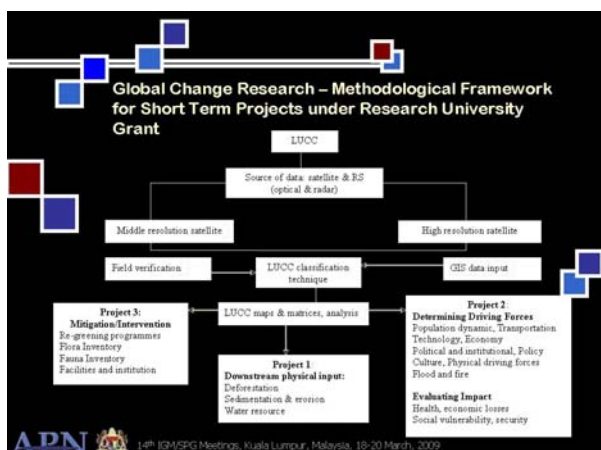 Global Change Research – Methodological Framework
for Short Term Projects under Research University
Grant
LUCC
Source of data: satellite & RS
(optical & radar)
Middle resolution satellite
High resolution satellite
Field verification
LUCC classification
technique
GIS data input
LUCC maps & matrices, analysis
Project 3:
Mitigation/Intervention
Re-greening programmes
Flora Inventory
Fauna Inventory
Facilities and institution
Project 1
Downstream physical input:
Deforestation
Sedimentation & erosion
Water resource
Project 2
Determining Driving Forces
Population dynamic, Transportation
Technology, Economy
Political and institutional, Policy
Culture, Physical driving forces
Flood and fire
Evaluating Impact
Health, economic losses
Social vulnerability, security
APN
14th IGM/SPG Meetings, Kuala Lumpur, Malaysia, 18-20 March, 2009